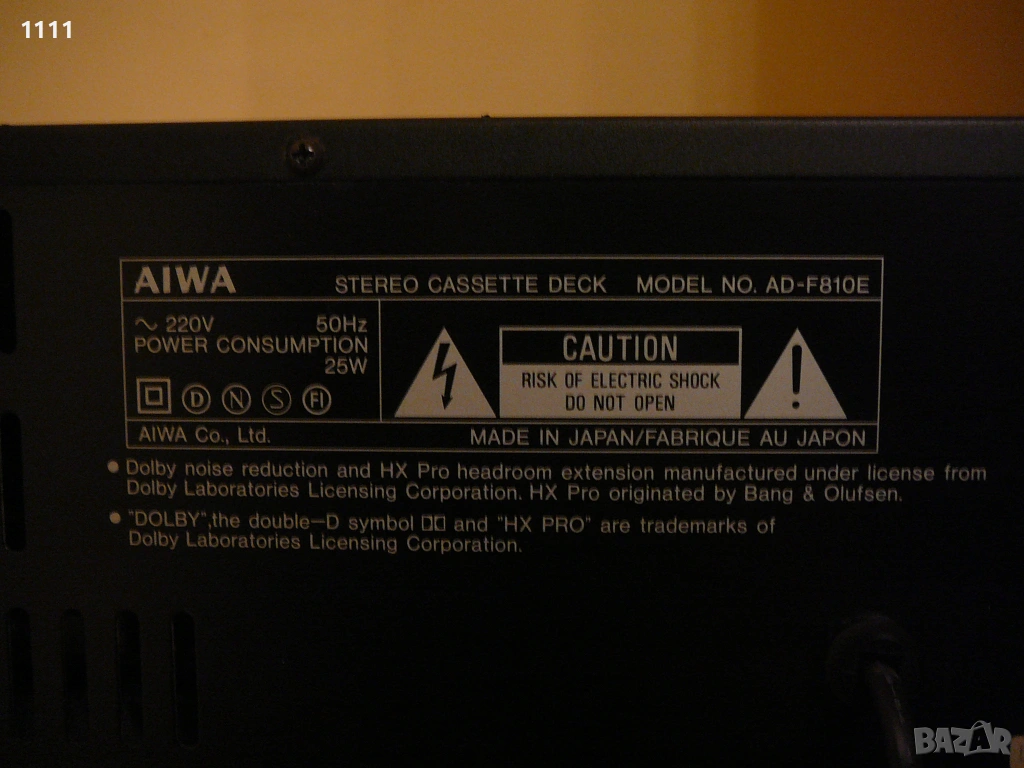 1111
AIWA STEREO CASSETTE DECK MODEL NO. AD-F810E
~ 220V 50Hz
POWER CONSUMPTION
25W
D N S FI
CAUTION
RISK OF ELECTRIC SHOCK
DO NOT OPEN
AIWA Co., Ltd. MADE IN JAPAN/FABRIQUE AU JAPON
● Dolby noise reduction and HX Pro headroom extension manufactured under license from
Dolby Laboratories Licensing Corporation. HX Pro originated by Bang & Olufsen.
● "DOLBY",the double-D symbol and "HX PRO" are trademarks of
Dolby Laboratories Licensing Corporation.
BAZAR